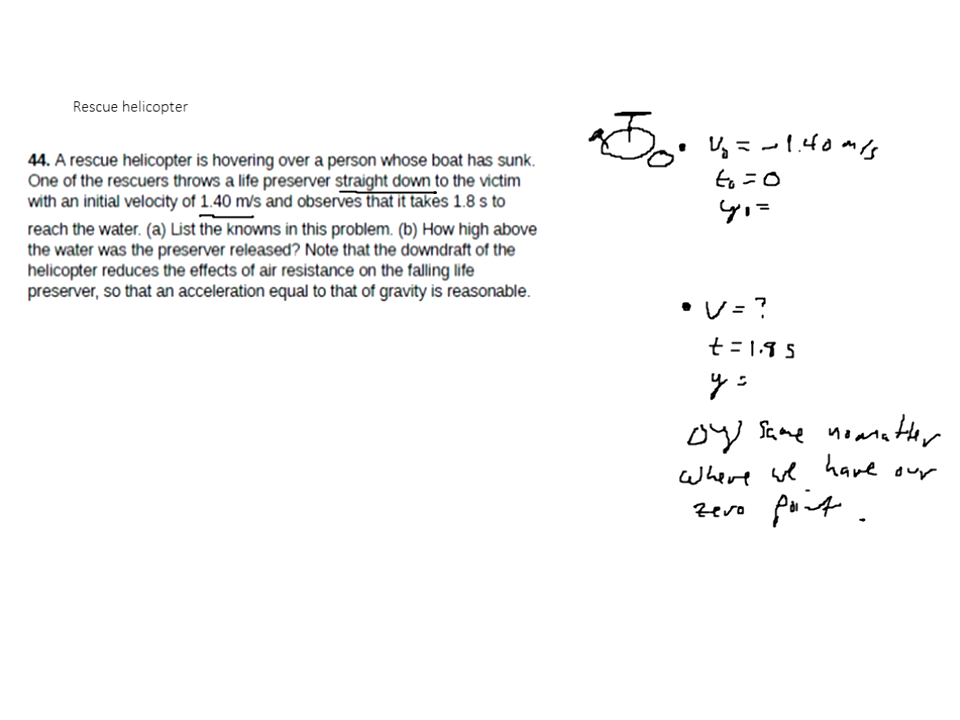 Rescue helicopter
44. A rescue helicopter is hovering over a person whose boat has sunk.
One of the rescuers throws a life preserver straight down to the victim
with an initial velocity of 1.40 m/s and observes that it takes 1.8 s to
reach the water. (a) List the knowns in this problem. (b) How high above
the water was the preserver released? Note that the downdraft of the
helicopter reduces the effects of air resistance on the falling life
preserver, so that an acceleration equal to that of gravity is reasonable.
V₀ = -1.40 m/s
t₀ = 0
y₁ =
V = ?
t = 1.8 s
y =
Δy same no matter
where we have our
zero point.